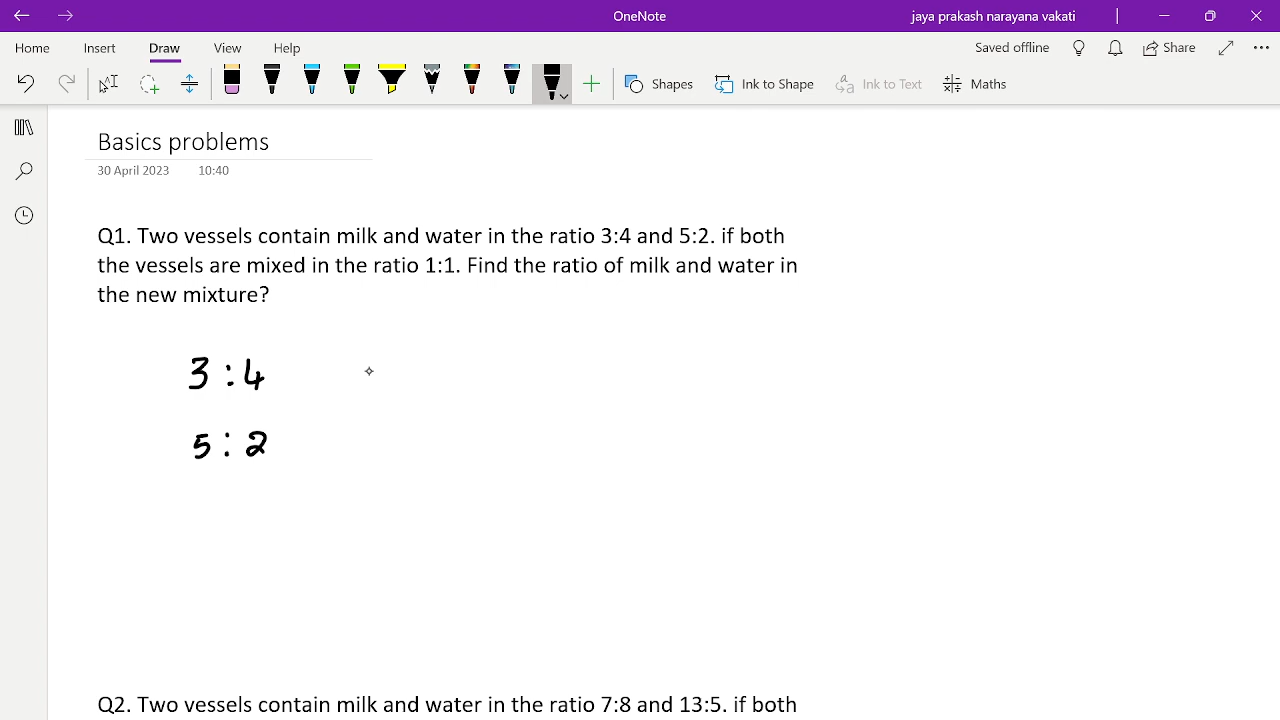 OneNote
jaya prakash narayana vakati
Home Insert Draw View Help
Saved offline Share
Shapes Ink to Shape Ink to Text Maths
Basics problems
30 April 2023 10:40
Q1. Two vessels contain milk and water in the ratio 3:4 and 5:2. if both
the vessels are mixed in the ratio 1:1. Find the ratio of milk and water in
the new mixture?
3 : 4
5 : 2
Q2. Two vessels contain milk and water in the ratio 7:8 and 13:5. if both